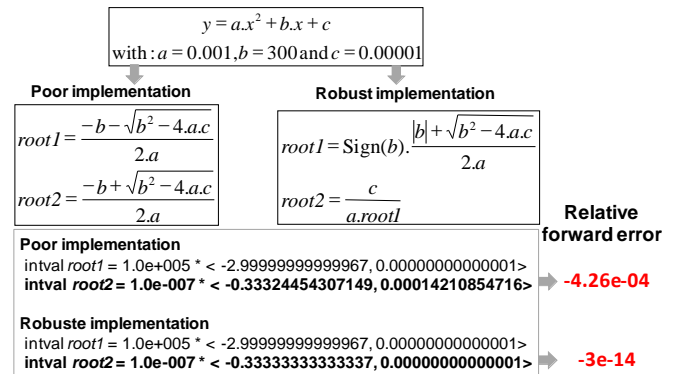 y = a.x² + b.x + c
with : a = 0.001, b = 300 and c = 0.00001
Poor implementation
root1 = (-b - √(b² - 4.a.c)) / (2.a)
root2 = (-b + √(b² - 4.a.c)) / (2.a)
Robust implementation
root1 = Sign(b). (|b| + √(b² - 4.a.c)) / (2.a)
root2 = c / (a.root1)
Relative
forward error
Poor implementation
intval root1 = 1.0e+005 * < -2.99999999999967, 0.00000000000001>
intval root2 = 1.0e-007 * < -0.33324454307149, 0.00014210854716>
-4.26e-04
Robuste implementation
intval root1 = 1.0e+005 * < -2.99999999999967, 0.00000000000001>
intval root2 = 1.0e-007 * < -0.33333333333337, 0.00000000000001>
-3e-14